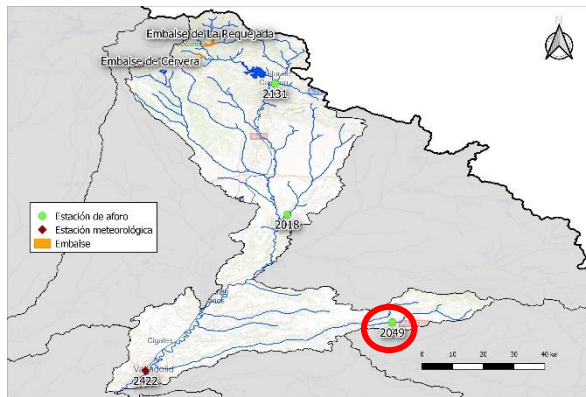 N
Embalse de La Requejada
Embalse de Cervera
2131
2018
Estación de aforo
Estación meteorológica
Embalse
2049
Cigales
Valladolid
2422
0 10 20 30 40 km